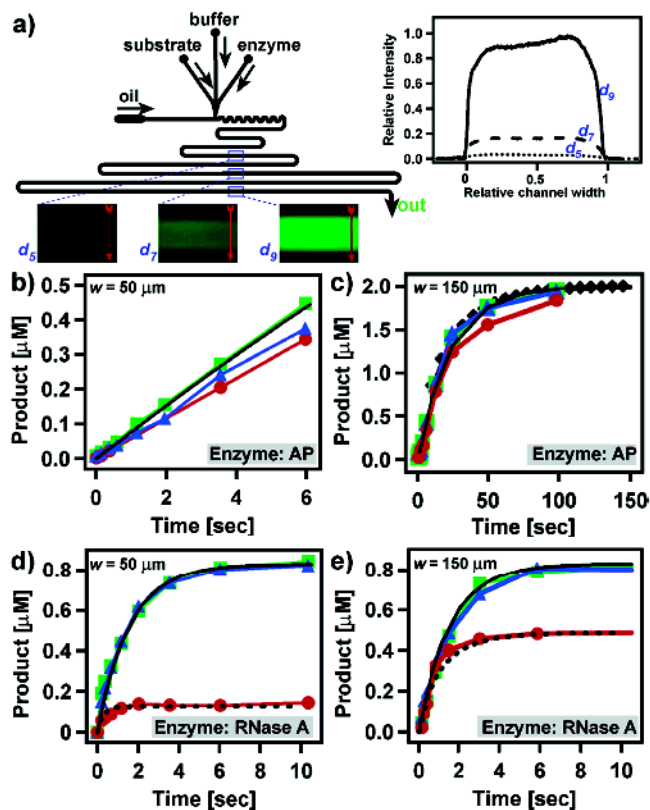 a)
buffer
substrate
enzyme
oil
out
d5
d7
d9
Relative Intensity
1.0
0.8
0.6
0.4
0.2
0.0
d9
d7
d5
0
0.5
1
Relative channel width
b)
w = 50 μm
Product [μM]
0.5
0.4
0.3
0.2
0.1
0.0
Enzyme: AP
0
2
4
6
Time [sec]
c)
w = 150 μm
Product [μM]
2.0
1.5
1.0
0.5
0.0
Enzyme: AP
0
50
100
150
Time [sec]
d)
w = 50 μm
Product [μM]
0.8
0.6
0.4
0.2
0
Enzyme: RNase A
0
2
4
6
8
10
Time [sec]
e)
w = 150 μm
Product [μM]
0.8
0.6
0.4
0.2
0
Enzyme: RNase A
0
2
4
6
8
10
Time [sec]